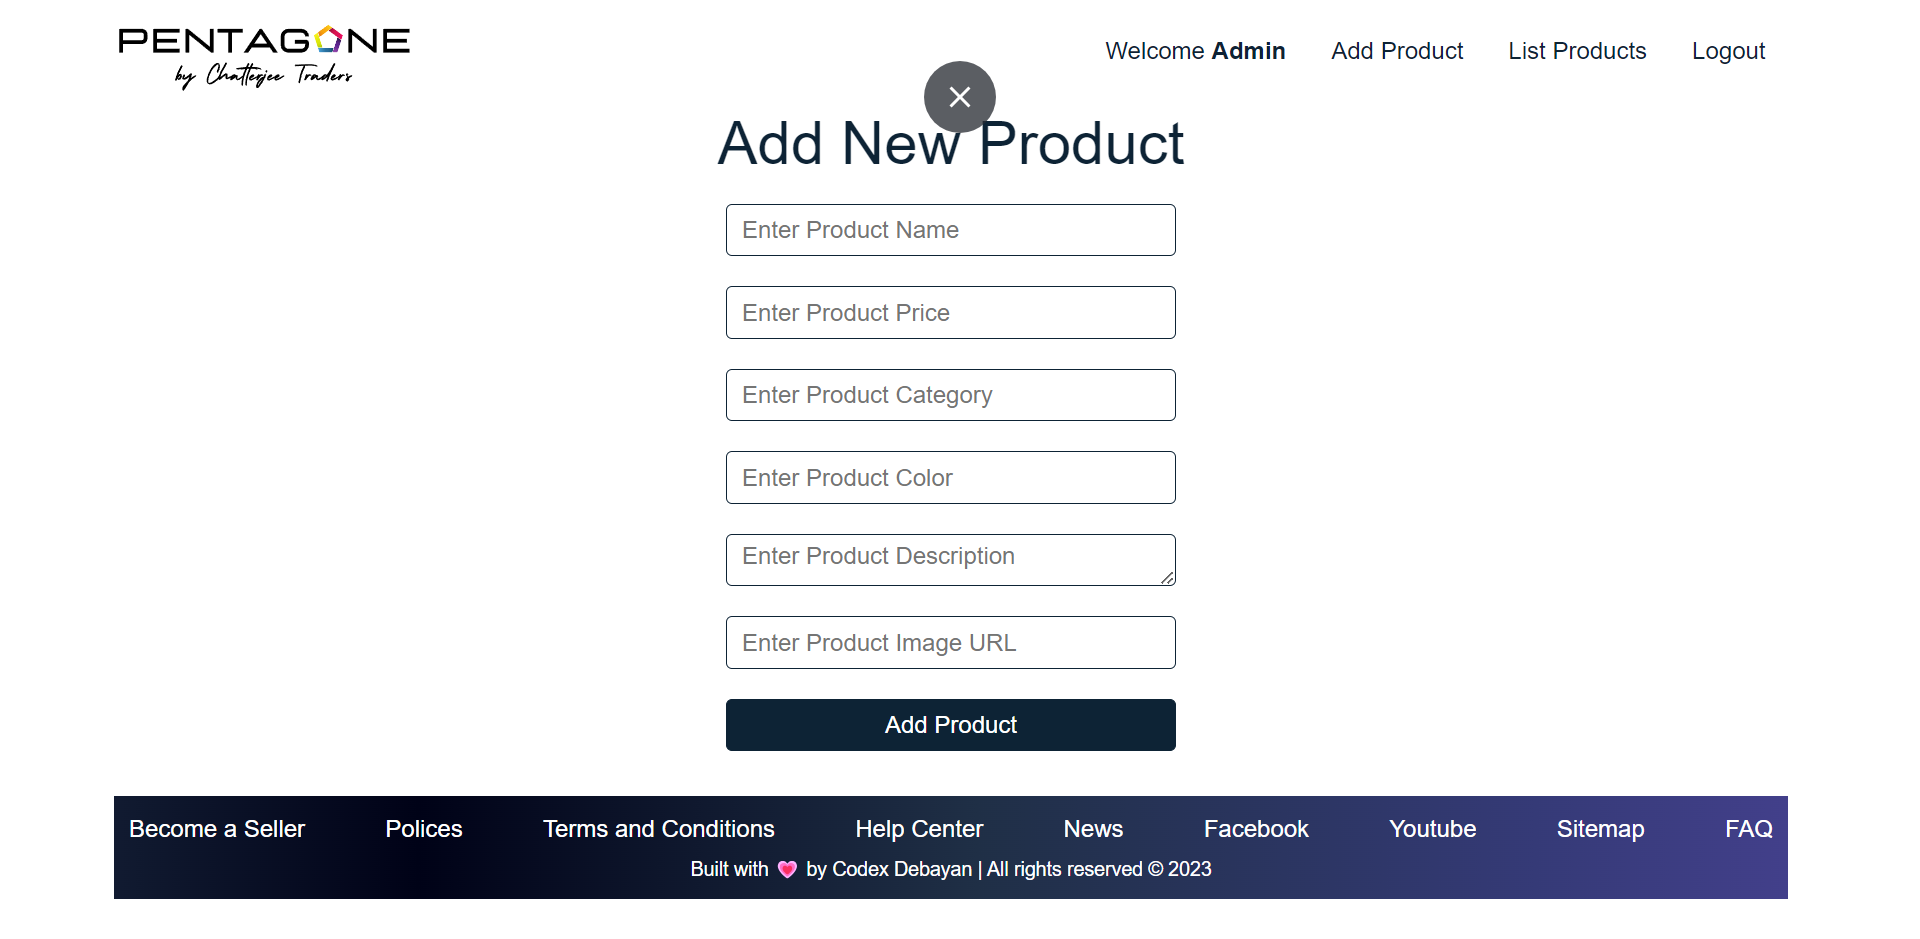 PENTAGONE
by Chatterjee Traders
Welcome Admin
Add Product
List Products
Logout
Add New Product
Enter Product Name
Enter Product Price
Enter Product Category
Enter Product Color
Enter Product Description
Enter Product Image URL
Add Product
Become a Seller
Polices
Terms and Conditions
Help Center
News
Facebook
Youtube
Sitemap
FAQ
Built with 💗 by Codex Debayan | All rights reserved © 2023